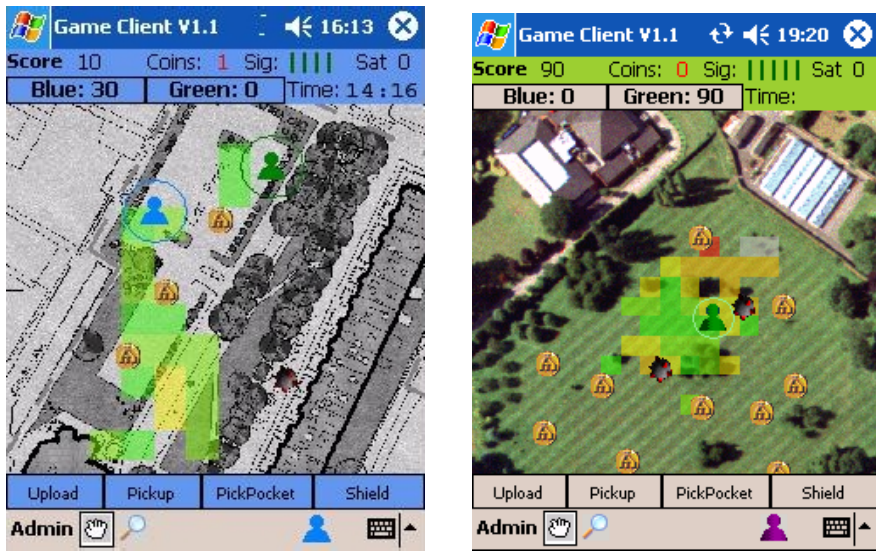 Game Client V1.1 16:13
Score 10 Coins: 1 Sig: Sat 0
Blue: 30 Green: 0 Time: 14:16
Upload Pickup PickPocket Shield
Admin
Game Client V1.1 19:20
Score 90 Coins: 0 Sig: Sat 0
Blue: 0 Green: 90 Time:
Upload Pickup PickPocket Shield
Admin